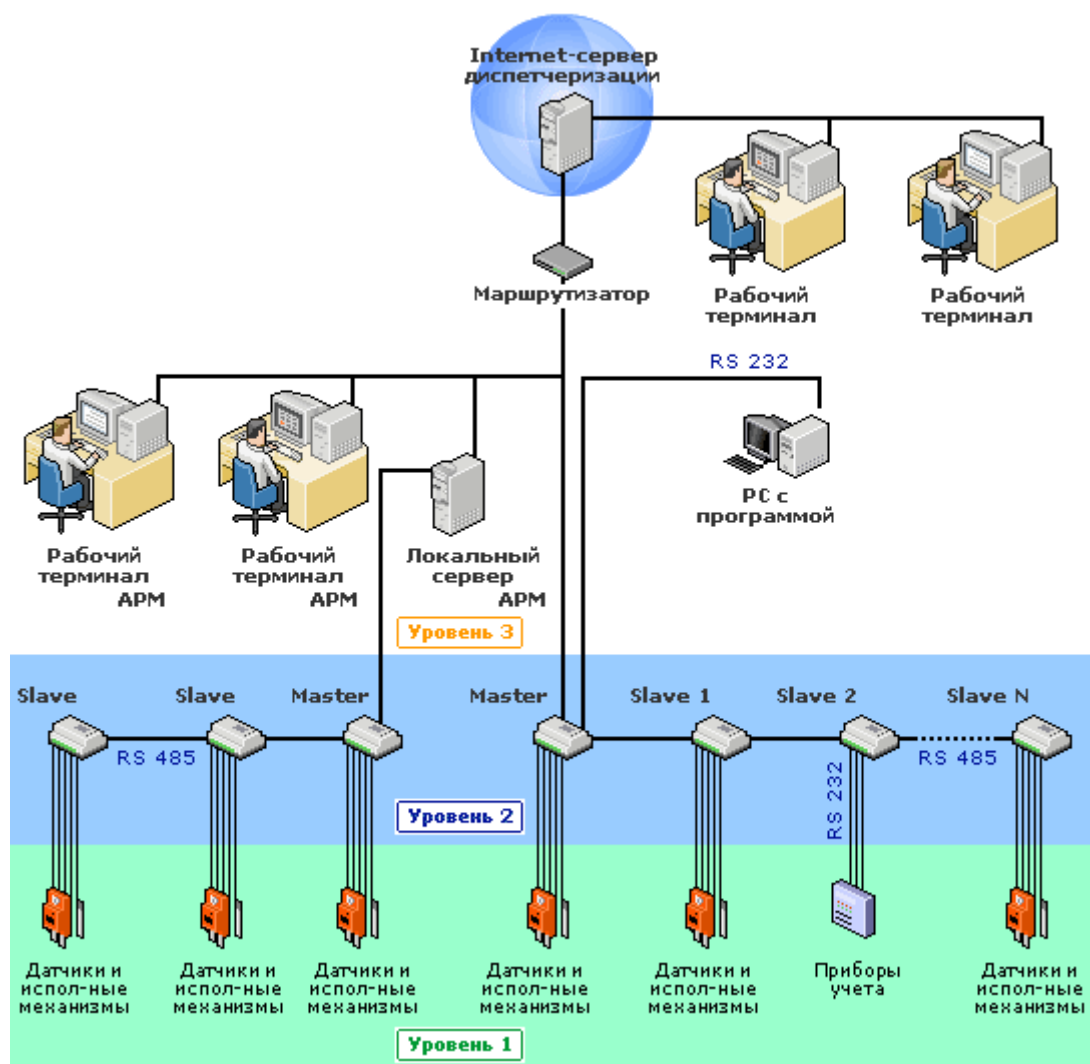 Internet-сервер
диспетчеризации
Маршрутизатор
Рабочий
терминал
Рабочий
терминал
RS 232
PC с
программой
Рабочий
терминал
АРМ
Рабочий
терминал
АРМ
Локальный
сервер
АРМ
Уровень 3
Slave
Slave
Master
Master
Slave 1
Slave 2
Slave N
RS 485
RS 485
RS 232
Уровень 2
Датчики и
испол-ные
механизмы
Датчики и
испол-ные
механизмы
Датчики и
испол-ные
механизмы
Датчики и
испол-ные
механизмы
Датчики и
испол-ные
механизмы
Приборы
учета
Датчики и
испол-ные
механизмы
Уровень 1